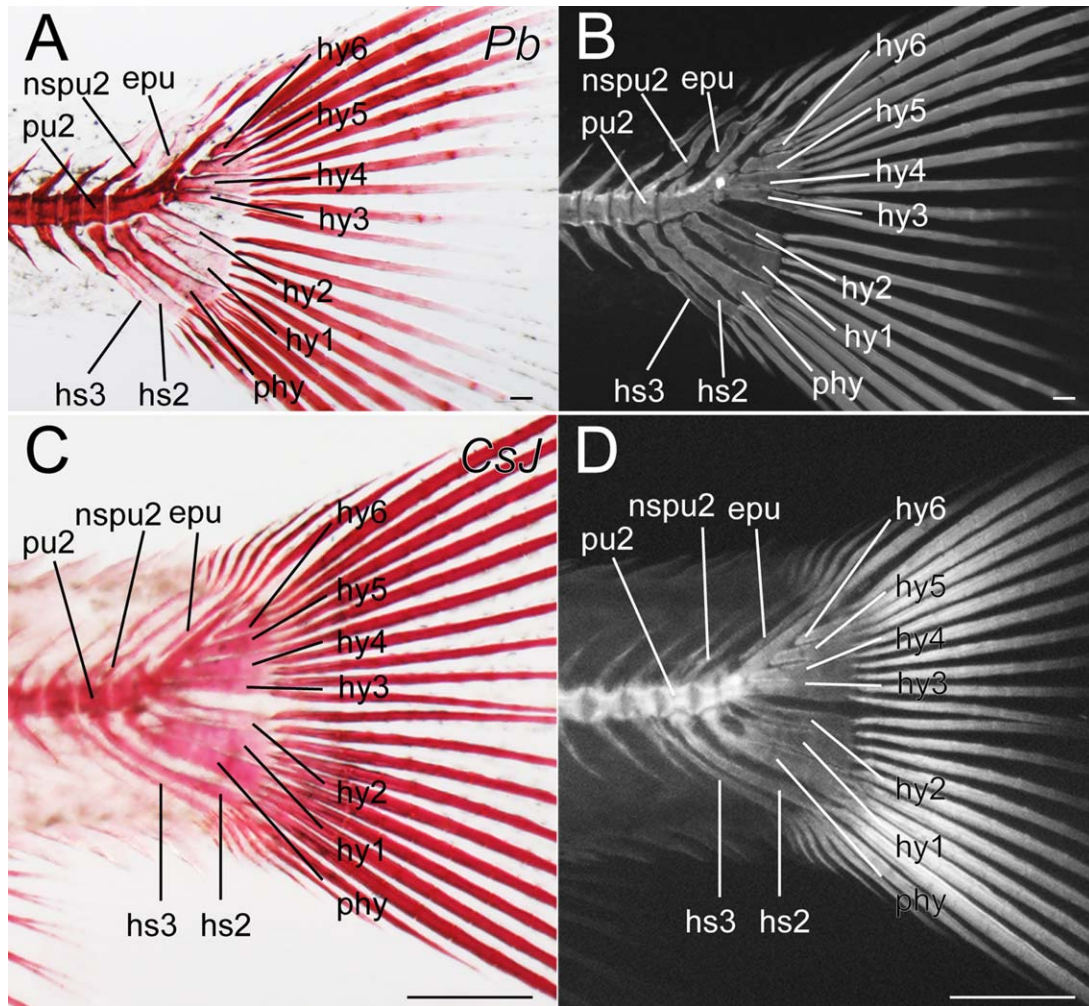 A
Pb
hy6
epu
nspu2
hy5
pu2
hy4
hy3
hy2
hy1
phy
hs3
hs2
B
hy6
epu
nspu2
hy5
pu2
hy4
hy3
hy2
hy1
phy
hs3
hs2
C
CsJ
nspu2
epu
hy6
pu2
hy5
hy4
hy3
hy2
hy1
phy
hs3
hs2
D
nspu2
epu
hy6
pu2
hy5
hy4
hy3
hy2
hy1
phy
hs3
hs2